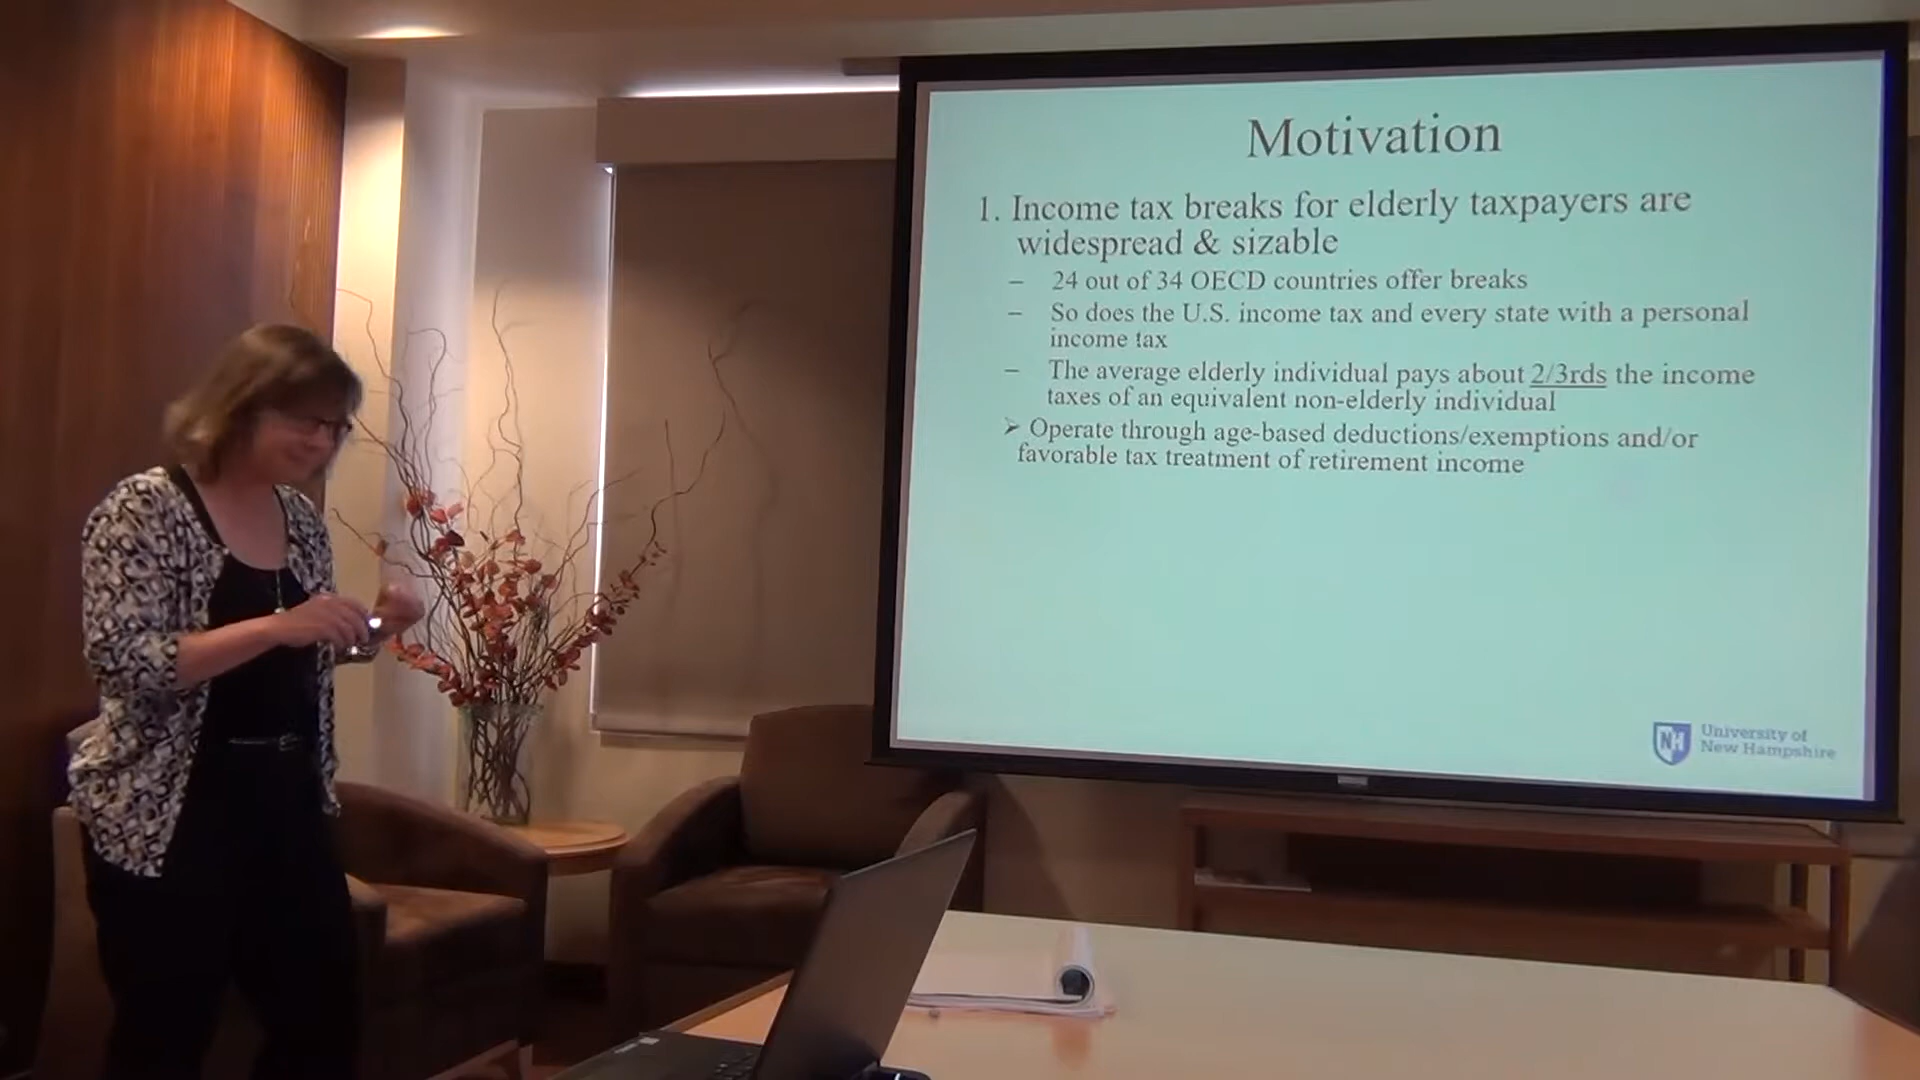 Motivation
1. Income tax breaks for elderly taxpayers are
widespread & sizable
– 24 out of 34 OECD countries offer breaks
– So does the U.S. income tax and every state with a personal
income tax
– The average elderly individual pays about 2/3rds the income
taxes of an equivalent non-elderly individual
➢ Operate through age-based deductions/exemptions and/or
favorable tax treatment of retirement income
NH
University of
New Hampshire